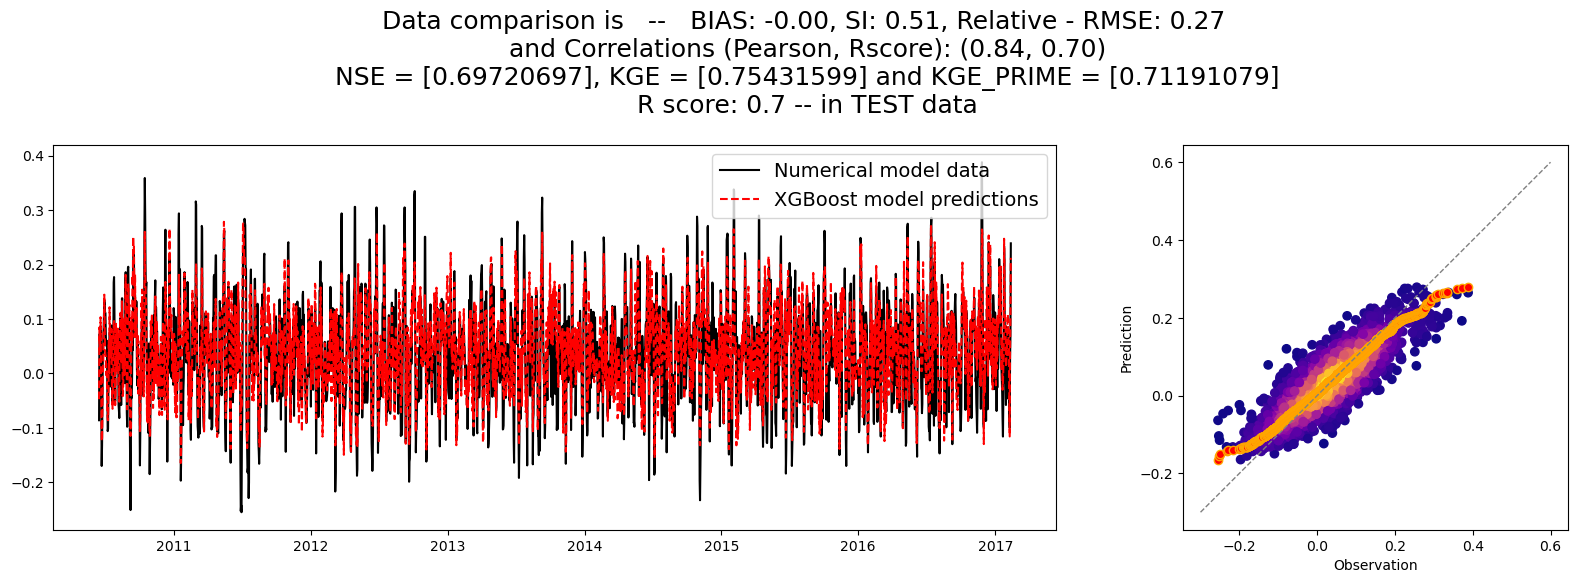 Data comparison is   --   BIAS: -0.00, SI: 0.51, Relative - RMSE: 0.27
and Correlations (Pearson, Rscore): (0.84, 0.70)
NSE = [0.69720697], KGE = [0.75431599] and KGE_PRIME = [0.71191079]
R score: 0.7 -- in TEST data
0.4
0.3
0.2
0.1
0.0
−0.1
−0.2
2011 2012 2013 2014 2015 2016 2017
Numerical model data
XGBoost model predictions
Prediction
0.6
0.4
0.2
0.0
−0.2
−0.2 0.0 0.2 0.4 0.6
Observation